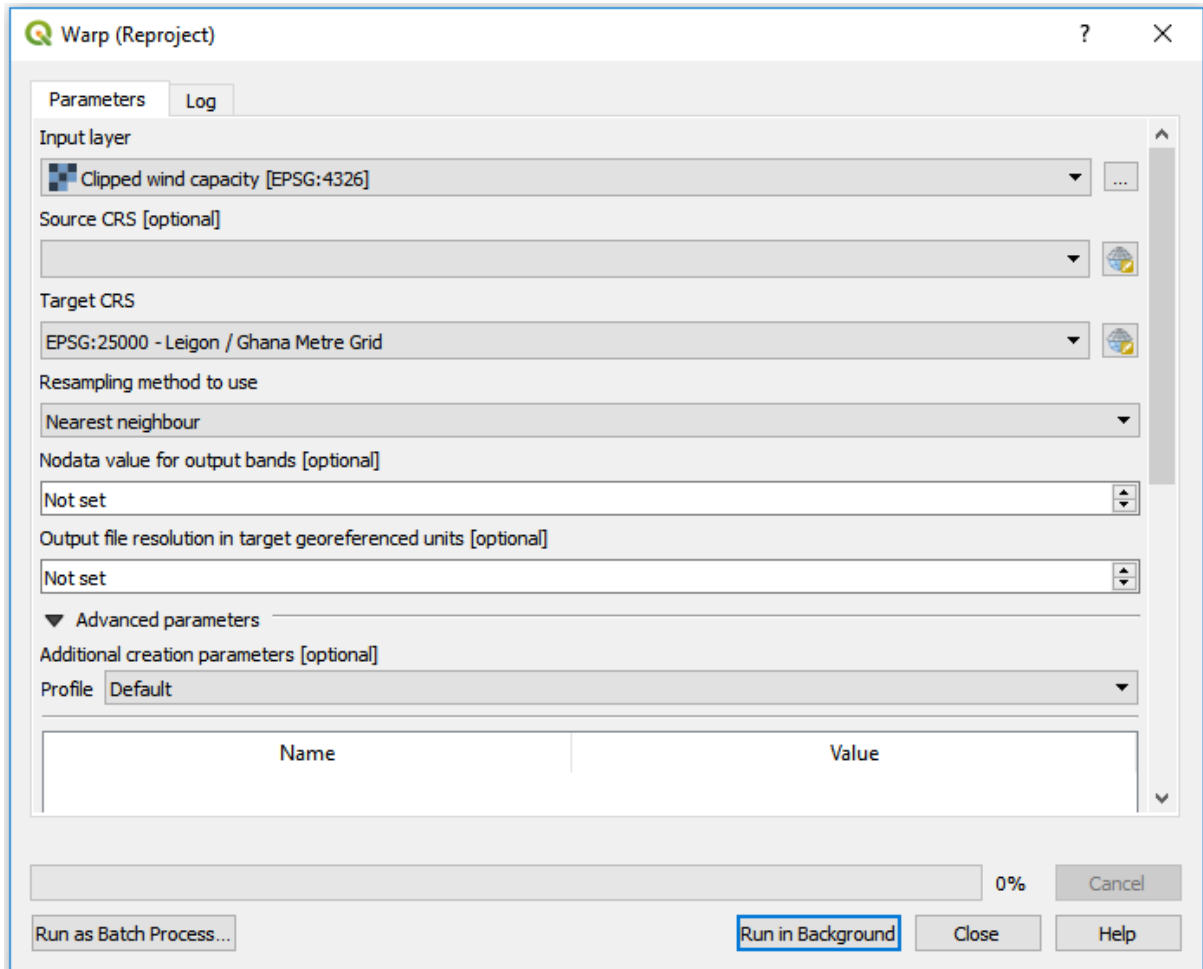 Warp (Reproject)
?
Parameters
Log
Input layer
Clipped wind capacity [EPSG:4326]
...
Source CRS [optional]
Target CRS
EPSG:25000 - Leigon / Ghana Metre Grid
Resampling method to use
Nearest neighbour
Nodata value for output bands [optional]
Not set
Output file resolution in target georeferenced units [optional]
Not set
Advanced parameters
Additional creation parameters [optional]
Profile Default
Name Value
0% Cancel
Run as Batch Process... Run in Background Close Help